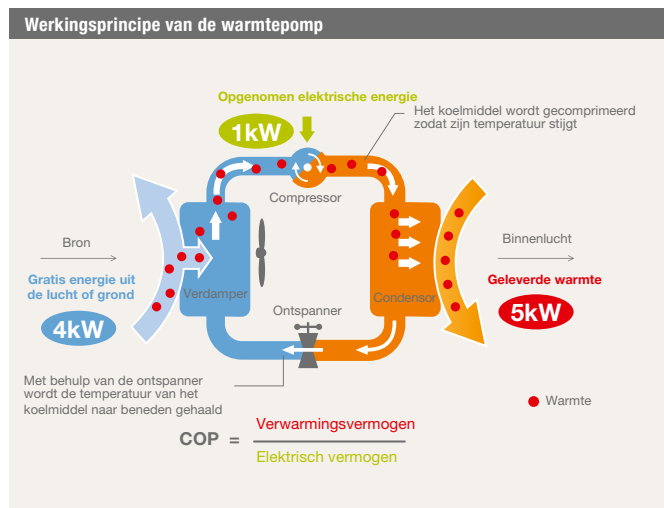 Werkingsprincipe van de warmtepomp
Opgenomen elektrische energie
1kW
Het koelmiddel wordt gecomprimeerd
zodat zijn temperatuur stijgt
Compressor
Bron
Binnenlucht
Gratis energie uit
de lucht of grond
4kW
Verdamper
Condensor
Geleverde warmte
5kW
Ontspanner
Met behulp van de ontspanner
wordt de temperatuur van het
koelmiddel naar beneden gehaald
Warmte
COP =
Verwarmingsvermogen
Elektrisch vermogen